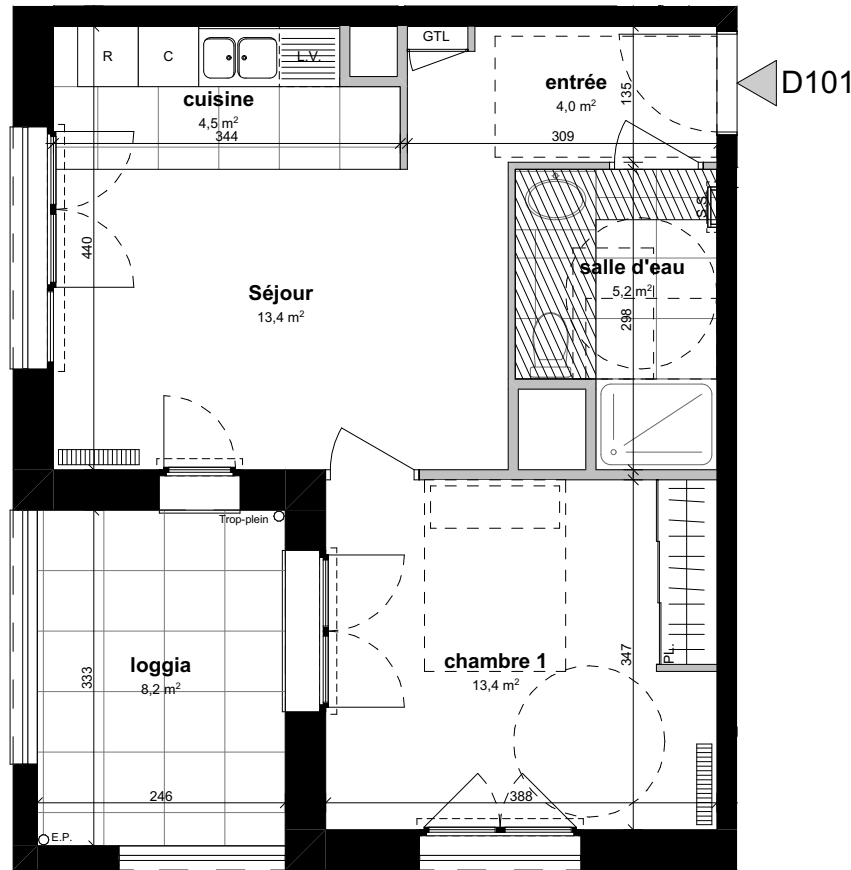 GTL
R
C
L.V.
cuisine
4,5 m²
344
entrée
4,0 m²
135
309
D101
440
Séjour
13,4 m²
S.S.
salle d'eau
5,2 m²
298
Trop-plein
loggia
8,2 m²
333
246
E.P.
chambre 1
13,4 m²
347
PL.
388